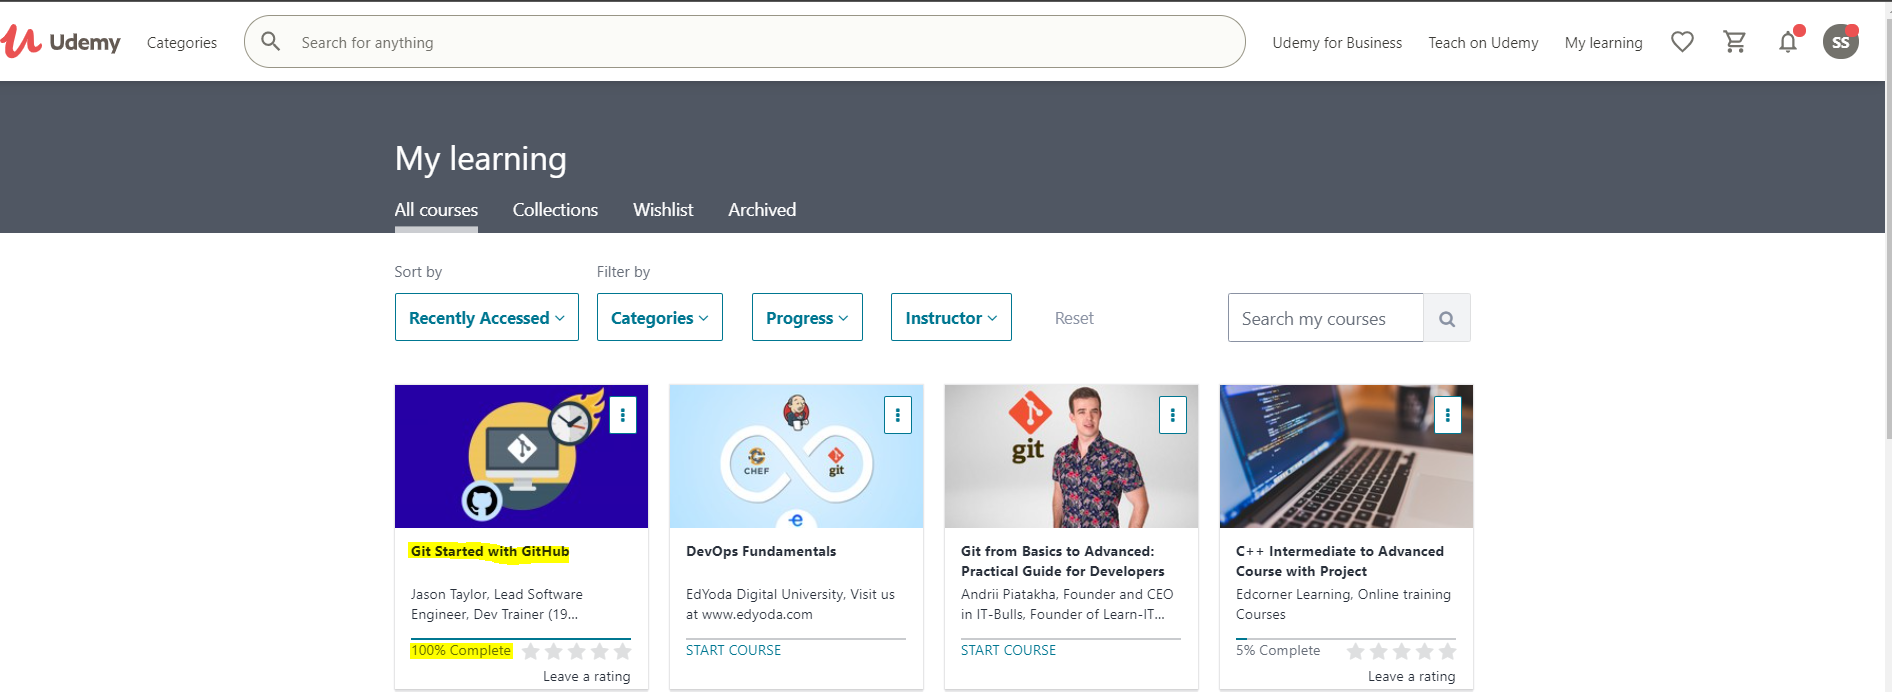 Udemy
Categories
Search for anything
Udemy for Business
Teach on Udemy
My learning
SS
My learning
All courses
Collections
Wishlist
Archived
Sort by
Filter by
Recently Accessed
Categories
Progress
Instructor
Reset
Search my courses
Git Started with GitHub
Jason Taylor, Lead Software
Engineer, Dev Trainer (19...
100% Complete
Leave a rating
CHEF
git
DevOps Fundamentals
EdYoda Digital University, Visit us
at www.edyoda.com
START COURSE
git
Git from Basics to Advanced:
Practical Guide for Developers
Andrii Piatakha, Founder and CEO
in IT-Bulls, Founder of Learn-IT...
START COURSE
C++ Intermediate to Advanced
Course with Project
Edcorner Learning, Online training
Courses
5% Complete
Leave a rating